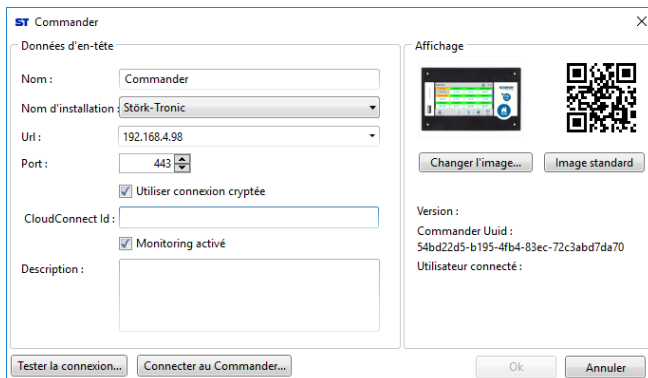 ST Commander
Données d'en-tête
Nom :
Commander
Nom d'installation :
Störk-Tronic
Url :
192.168.4.98
Port :
443
Utiliser connexion cryptée
CloudConnect Id :
Monitoring activé
Description :
Affichage
Changer l'image...
Image standard
Version :
Commander Uuid :
54bd22d5-b195-4fb4-83ec-72c3abd7da70
Utilisateur connecté :
Tester la connexion...
Connecter au Commander...
Ok
Annuler